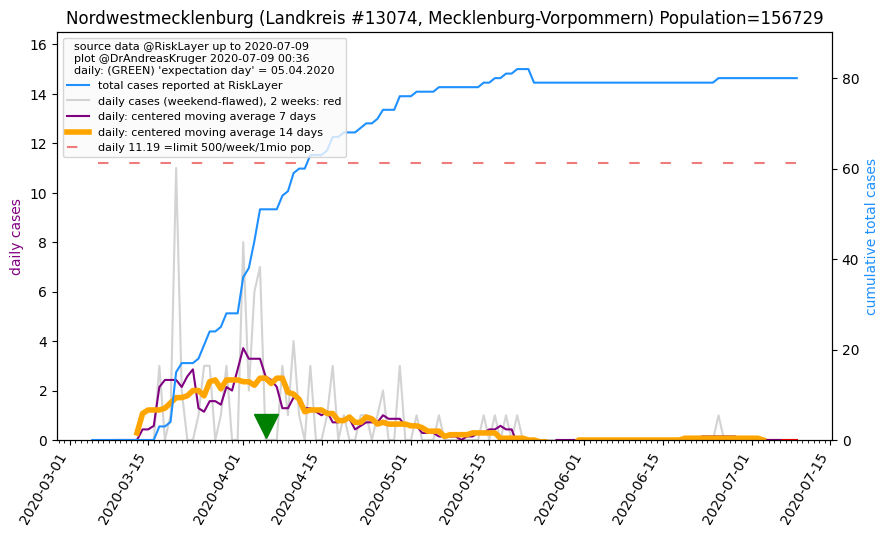 Nordwestmecklenburg (Landkreis #13074, Mecklenburg-Vorpommern) Population=156729
source data @RiskLayer up to 2020-07-09
plot @DrAndreasKruger 2020-07-09 00:36
daily: (GREEN) 'expectation day' = 05.04.2020
total cases reported at RiskLayer
daily cases (weekend-flawed), 2 weeks: red
daily: centered moving average 7 days
daily: centered moving average 14 days
daily 11.19 =limit 500/week/1mio pop.
daily cases
16
14
12
10
8
6
4
2
0
cumulative total cases
80
60
40
20
0
2020-03-01
2020-03-15
2020-04-01
2020-04-15
2020-05-01
2020-05-15
2020-06-01
2020-06-15
2020-07-01
2020-07-15